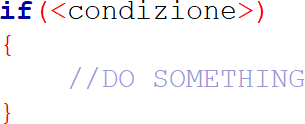 if(<condizione>)
{
//DO SOMETHING
}